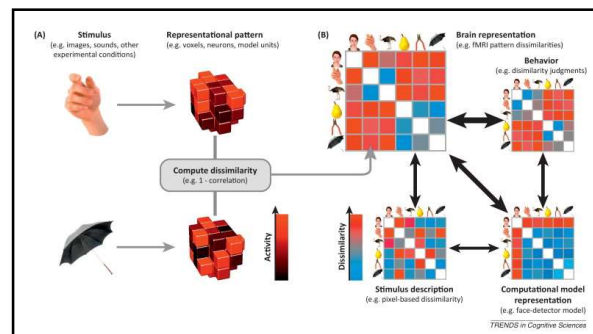 (A)
Stimulus
(e.g. images, sounds, other
experimental conditions)
Representational pattern
(e.g. voxels, neurons, model units)
Compute dissimilarity
(e.g. 1 - correlation)
Activity
(B)
Brain representation
(e.g. fMRI pattern dissimilarities)
Behavior
(e.g. disimilarity judgments)
Dissimilarity
Stimulus description
(e.g. pixel-based dissimilarity)
Computational model
representation
(e.g. face-detector model)
TRENDS in Cognitive Sciences